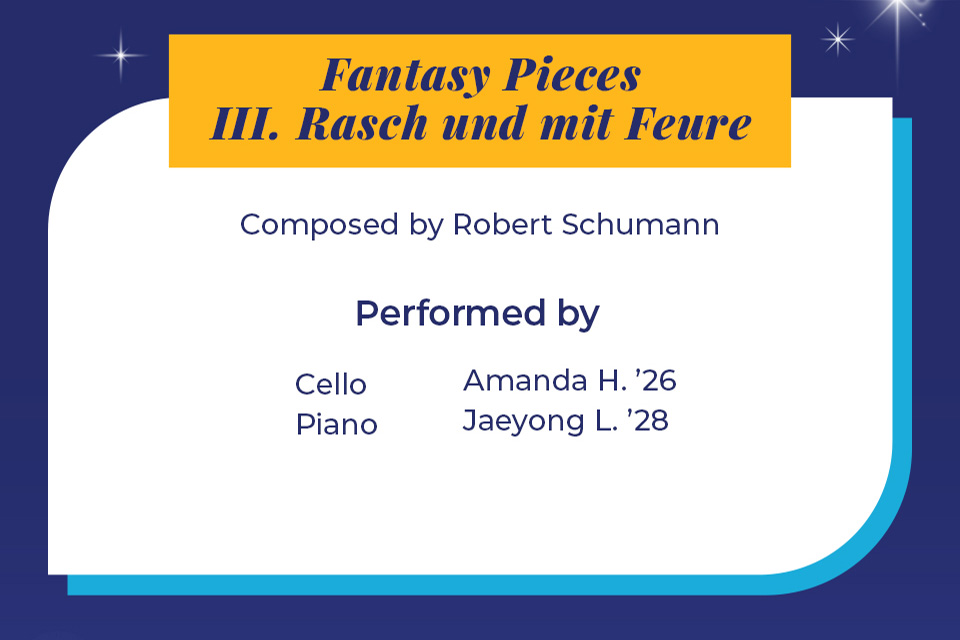 Fantasy Pieces
III. Rasch und mit Feure
Composed by Robert Schumann
Performed by
Cello Amanda H. ’26
Piano Jaeyong L. ’28